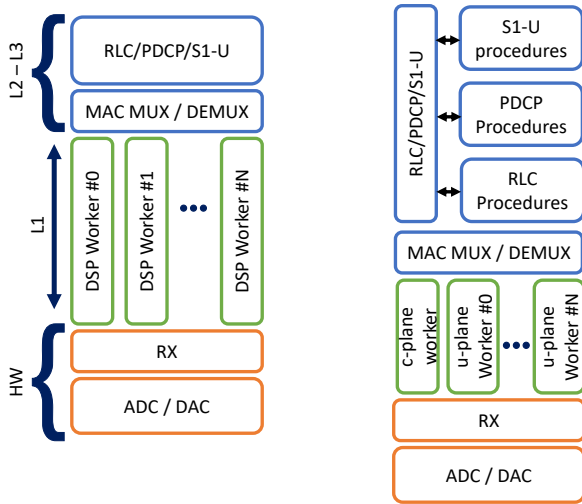 L2 – L3
RLC/PDCP/S1-U
MAC MUX / DEMUX
L1
DSP Worker #0
DSP Worker #1
DSP Worker #N
HW
RX
ADC / DAC
RLC/PDCP/S1-U
S1-U
procedures
PDCP
Procedures
RLC
Procedures
MAC MUX / DEMUX
c-plane
worker
u-plane
Worker #0
u-plane
Worker #N
RX
ADC / DAC